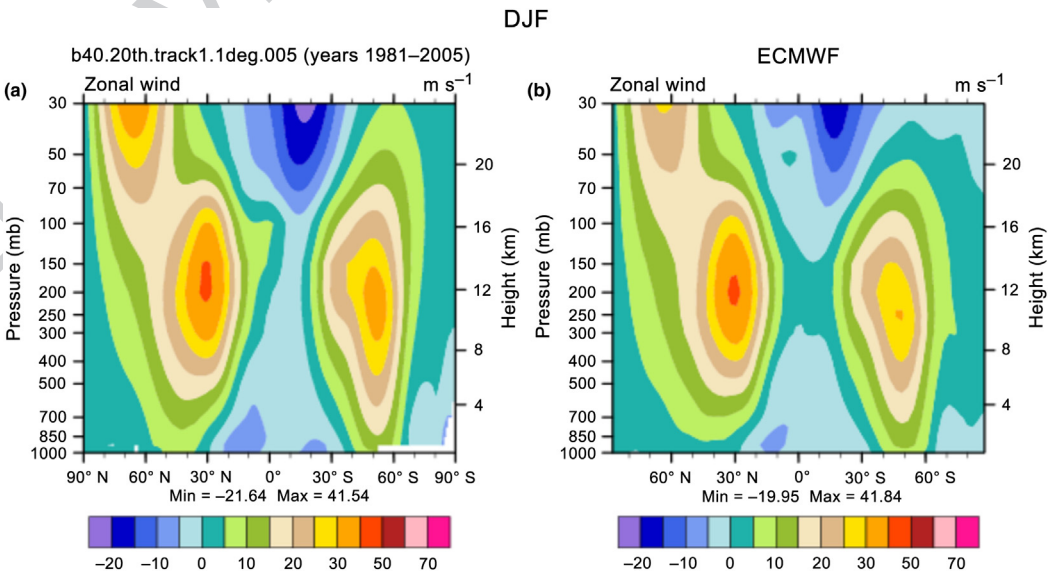 DJF
b40.20th.track1.1deg.005 (years 1981–2005)
(a)
Zonal wind
m s–1
Pressure (mb)
30
50
70
100
150
200
250
300
400
500
700
850
1000
Height (km)
20
16
12
8
4
90° N 60° N 30° N 0° 30° S 60° S 90° S
Min = –21.64 Max = 41.54
–20 –10 0 10 20 30 50 70
ECMWF
(b)
Zonal wind
m s–1
Pressure (mb)
30
50
70
100
150
200
250
300
400
500
700
850
1000
Height (km)
20
16
12
8
4
60° N 30° N 0° 30° S 60° S
Min = –19.95 Max = 41.84
–20 –10 0 10 20 30 50 70